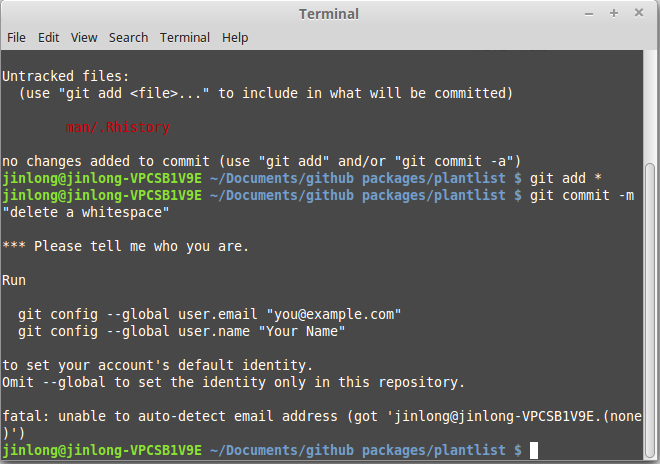 Terminal
File Edit View Search Terminal Help
Untracked files:
  (use "git add <file>..." to include in what will be committed)
        man/.Rhistory
no changes added to commit (use "git add" and/or "git commit -a")
jinlong@jinlong-VPCSB1V9E ~/Documents/github packages/plantlist $ git add *
jinlong@jinlong-VPCSB1V9E ~/Documents/github packages/plantlist $ git commit -m
"delete a whitespace"
*** Please tell me who you are.
Run
  git config --global user.email "you@example.com"
  git config --global user.name "Your Name"
to set your account's default identity.
Omit --global to set the identity only in this repository.
fatal: unable to auto-detect email address (got 'jinlong@jinlong-VPCSB1V9E.(none
)')
jinlong@jinlong-VPCSB1V9E ~/Documents/github packages/plantlist $